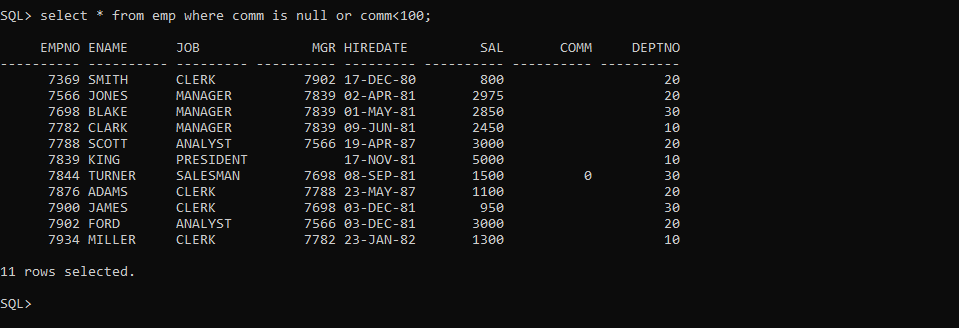 SQL> select * from emp where comm is null or comm<100;
     EMPNO ENAME      JOB              MGR HIREDATE         SAL       COMM     DEPTNO
---------- ---------- --------- ---------- --------- ---------- ---------- ----------
      7369 SMITH      CLERK           7902 17-DEC-80        800                    20
      7566 JONES      MANAGER         7839 02-APR-81       2975                    20
      7698 BLAKE      MANAGER         7839 01-MAY-81       2850                    30
      7782 CLARK      MANAGER         7839 09-JUN-81       2450                    10
      7788 SCOTT      ANALYST         7566 19-APR-87       3000                    20
      7839 KING       PRESIDENT            17-NOV-81       5000                    10
      7844 TURNER     SALESMAN        7698 08-SEP-81       1500          0         30
      7876 ADAMS      CLERK           7788 23-MAY-87       1100                    20
      7900 JAMES      CLERK           7698 03-DEC-81        950                    30
      7902 FORD       ANALYST         7566 03-DEC-81       3000                    20
      7934 MILLER     CLERK           7782 23-JAN-82       1300                    10
11 rows selected.
SQL>